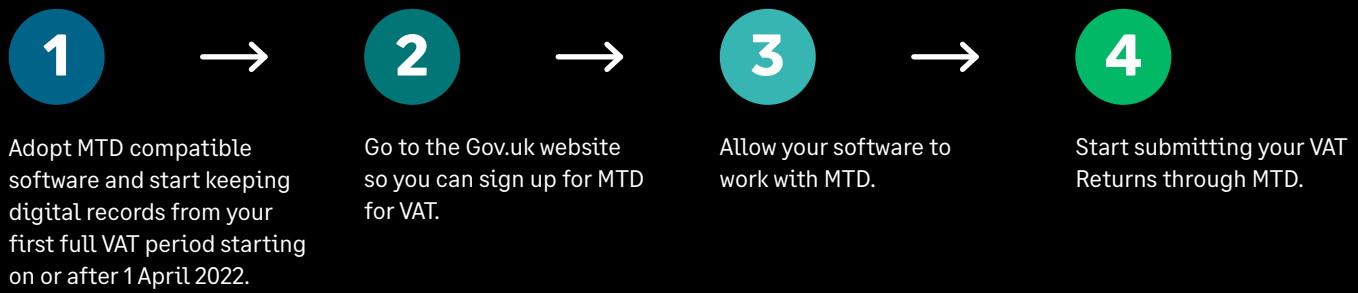 1
Adopt MTD compatible
software and start keeping
digital records from your
first full VAT period starting
on or after 1 April 2022.
2
Go to the Gov.uk website
so you can sign up for MTD
for VAT.
3
Allow your software to
work with MTD.
4
Start submitting your VAT
Returns through MTD.